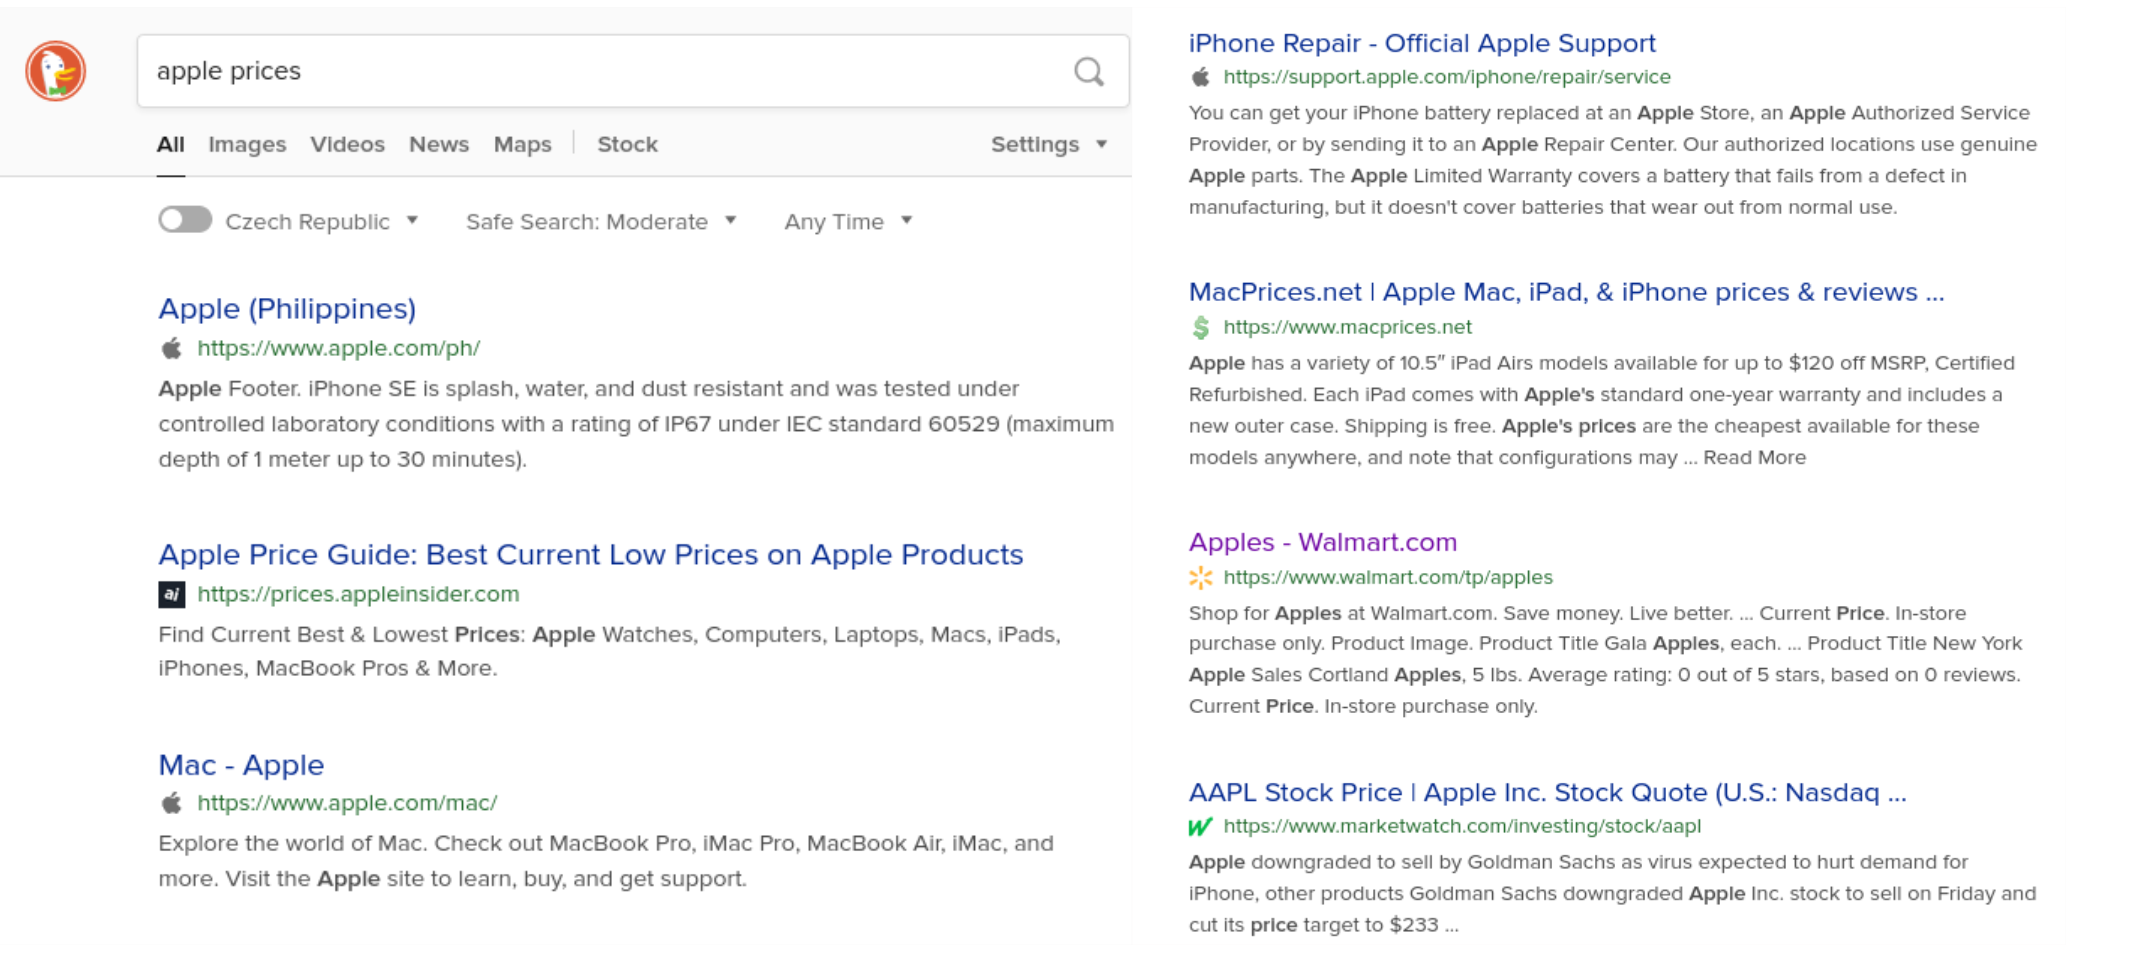 apple prices
All Images Videos News Maps Stock Settings
Czech Republic Safe Search: Moderate Any Time
Apple (Philippines)
https://www.apple.com/ph/
Apple Footer. iPhone SE is splash, water, and dust resistant and was tested under
controlled laboratory conditions with a rating of IP67 under IEC standard 60529 (maximum
depth of 1 meter up to 30 minutes).
Apple Price Guide: Best Current Low Prices on Apple Products
ai https://prices.appleinsider.com
Find Current Best & Lowest Prices: Apple Watches, Computers, Laptops, Macs, iPads,
iPhones, MacBook Pros & More.
Mac - Apple
https://www.apple.com/mac/
Explore the world of Mac. Check out MacBook Pro, iMac Pro, MacBook Air, iMac, and
more. Visit the Apple site to learn, buy, and get support.
iPhone Repair - Official Apple Support
https://support.apple.com/iphone/repair/service
You can get your iPhone battery replaced at an Apple Store, an Apple Authorized Service
Provider, or by sending it to an Apple Repair Center. Our authorized locations use genuine
Apple parts. The Apple Limited Warranty covers a battery that fails from a defect in
manufacturing, but it doesn't cover batteries that wear out from normal use.
MacPrices.net | Apple Mac, iPad, & iPhone prices & reviews ...
$ https://www.macprices.net
Apple has a variety of 10.5″ iPad Airs models available for up to $120 off MSRP, Certified
Refurbished. Each iPad comes with Apple's standard one-year warranty and includes a
new outer case. Shipping is free. Apple's prices are the cheapest available for these
models anywhere, and note that configurations may ... Read More
Apples - Walmart.com
https://www.walmart.com/tp/apples
Shop for Apples at Walmart.com. Save money. Live better. ... Current Price. In-store
purchase only. Product Image. Product Title Gala Apples, each. ... Product Title New York
Apple Sales Cortland Apples, 5 lbs. Average rating: 0 out of 5 stars, based on 0 reviews.
Current Price. In-store purchase only.
AAPL Stock Price | Apple Inc. Stock Quote (U.S.: Nasdaq ...
https://www.marketwatch.com/investing/stock/aapl
Apple downgraded to sell by Goldman Sachs as virus expected to hurt demand for
iPhone, other products Goldman Sachs downgraded Apple Inc. stock to sell on Friday and
cut its price target to $233 ...